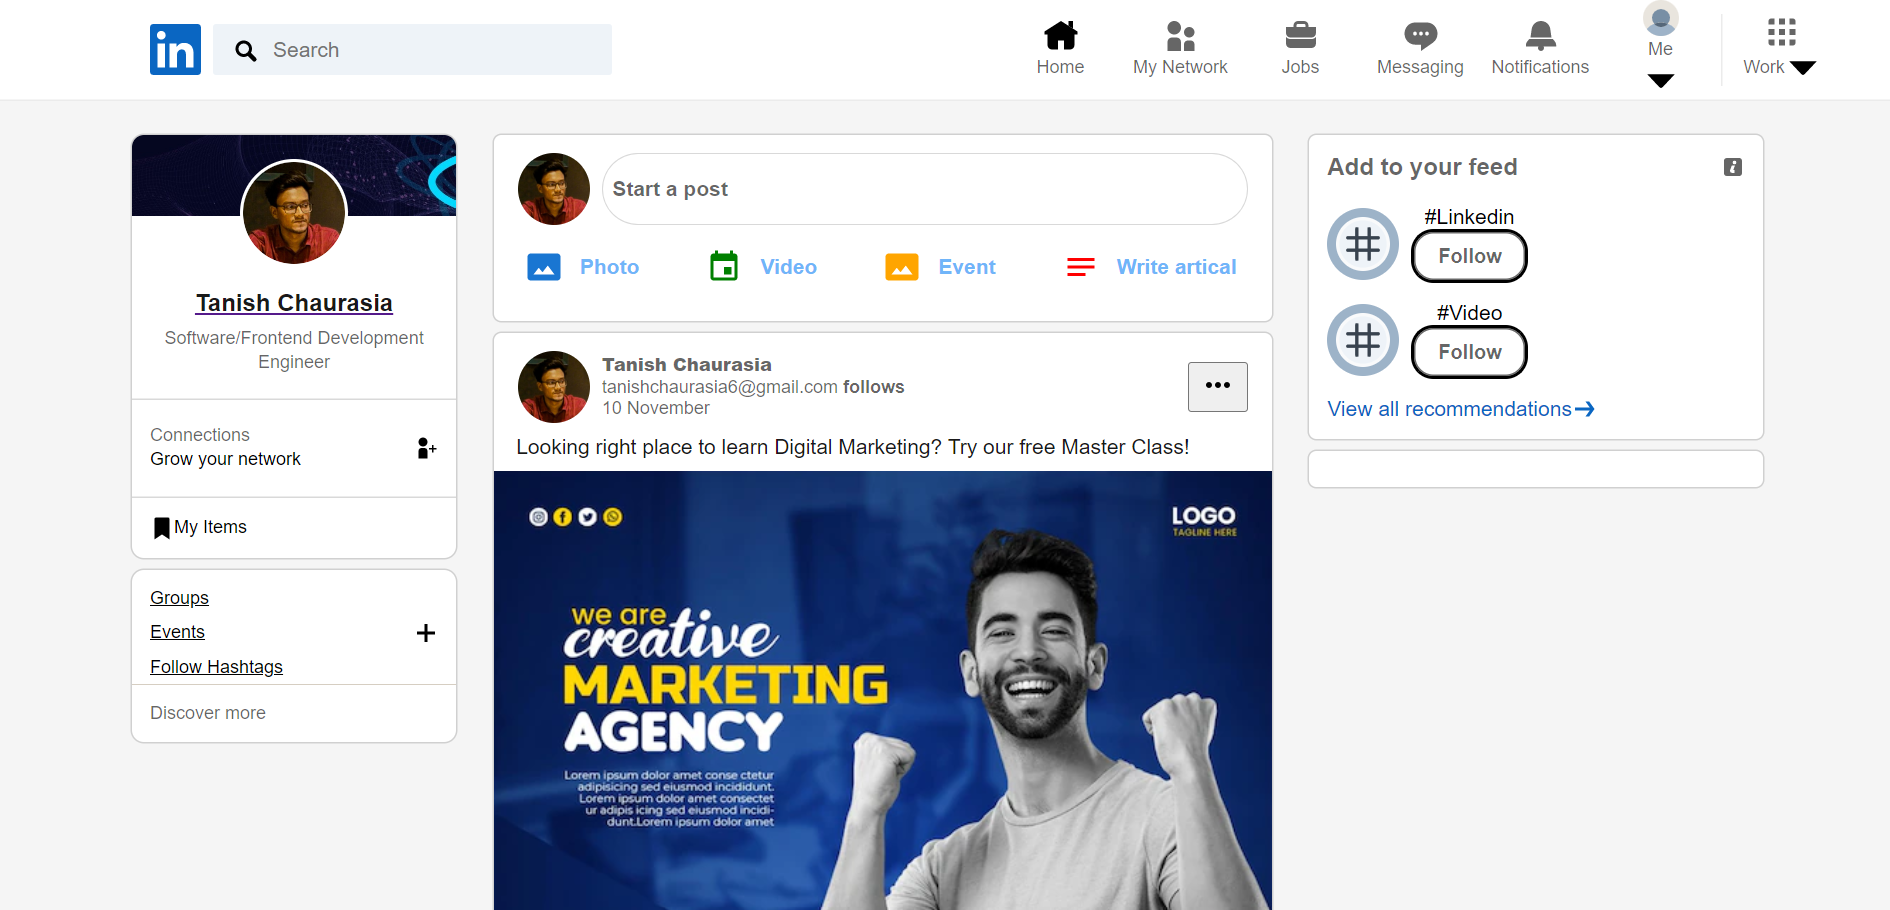 in
Search
Home
My Network
Jobs
Messaging
Notifications
Me
Work
Tanish Chaurasia
Software/Frontend Development
Engineer
Connections
Grow your network
My Items
Groups
Events
Follow Hashtags
Discover more
Start a post
Photo
Video
Event
Write artical
Tanish Chaurasia
tanishchaurasia6@gmail.com follows
10 November
Looking right place to learn Digital Marketing? Try our free Master Class!
LOGO
TAGLINE HERE
we are
creative
MARKETING
AGENCY
Lorem ipsum dolor amet conse ctetur
adipisicing sed eiusmod incididunt.
Lorem ipsum dolor amet consectet
ur adipis icing sed eiusmod incidi-
dunt.Lorem ipsum dolor amet
Add to your feed
#Linkedin
Follow
#Video
Follow
View all recommendations